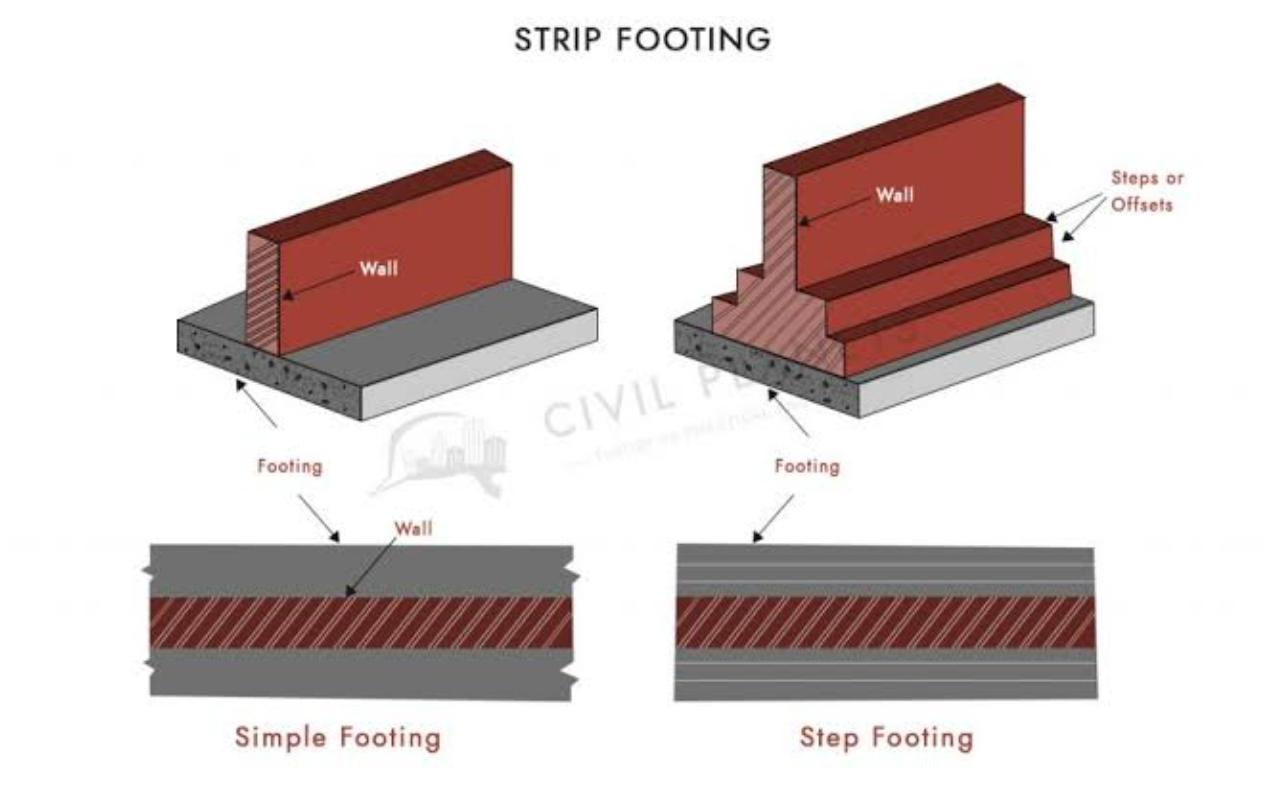 STRIP FOOTING
Wall
Wall
Steps or
Offsets
CIVIL
Footing
Footing
Wall
Simple Footing
Step Footing